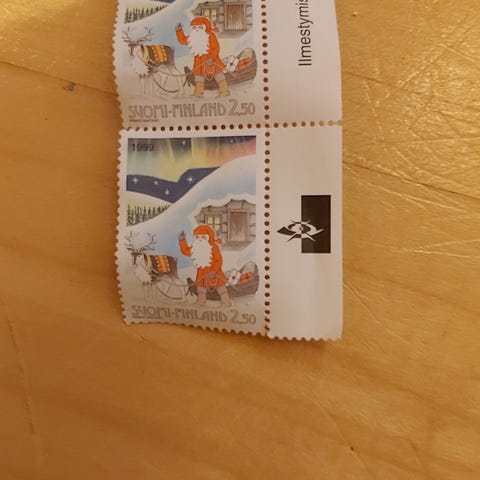 Ilmestymis
SUOMI-FINLAND 2,50
1999
SUOMI-FINLAND 2,50